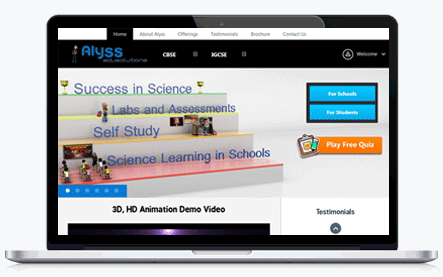 Home About Alyss Offerings Testimonials Brochure Contact Us
Alyss
edusolutions
CBSE IGCSE Welcome
Success in Science
Labs and Assessments
Self Study
Science Learning in Schools
For Schools
For Students
Play Free Quiz
3D, HD Animation Demo Video
Testimonials